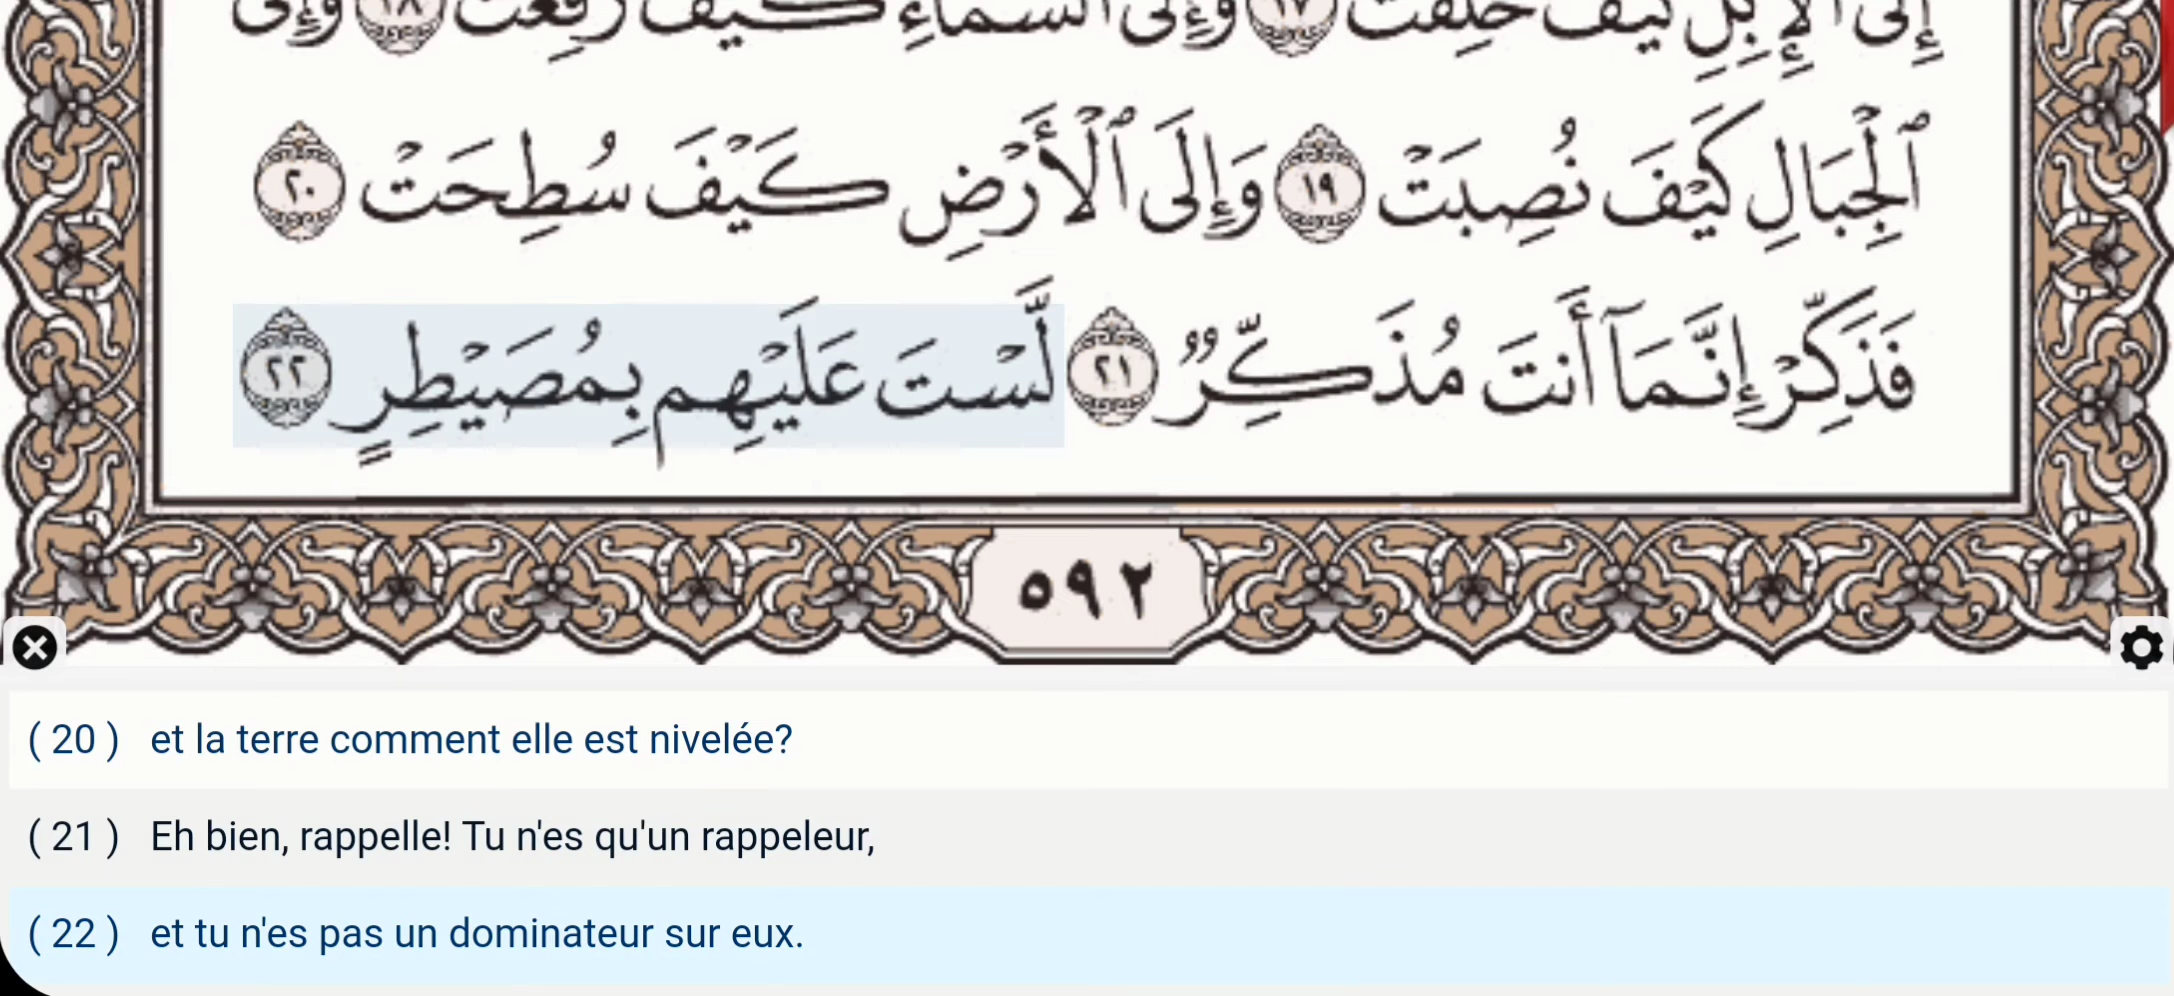 إِلَى ٱلْإِبِلِ كَيْفَ خُلِقَتْ ١٧ وَإِلَى ٱلسَّمَآءِ كَيْفَ رُفِعَتْ ١٨ وَإِلَى
ٱلْجِبَالِ كَيْفَ نُصِبَتْ ١٩ وَإِلَى ٱلْأَرْضِ كَيْفَ سُطِحَتْ ٢٠
فَذَكِّرْ إِنَّمَآ أَنتَ مُذَكِّرٌ ٢١ لَّسْتَ عَلَيْهِم بِمُصَيْطِرٍ ٢٢
٥٩٢
( 20 ) et la terre comment elle est nivelée?
( 21 ) Eh bien, rappelle! Tu n'es qu'un rappeleur,
( 22 ) et tu n'es pas un dominateur sur eux.